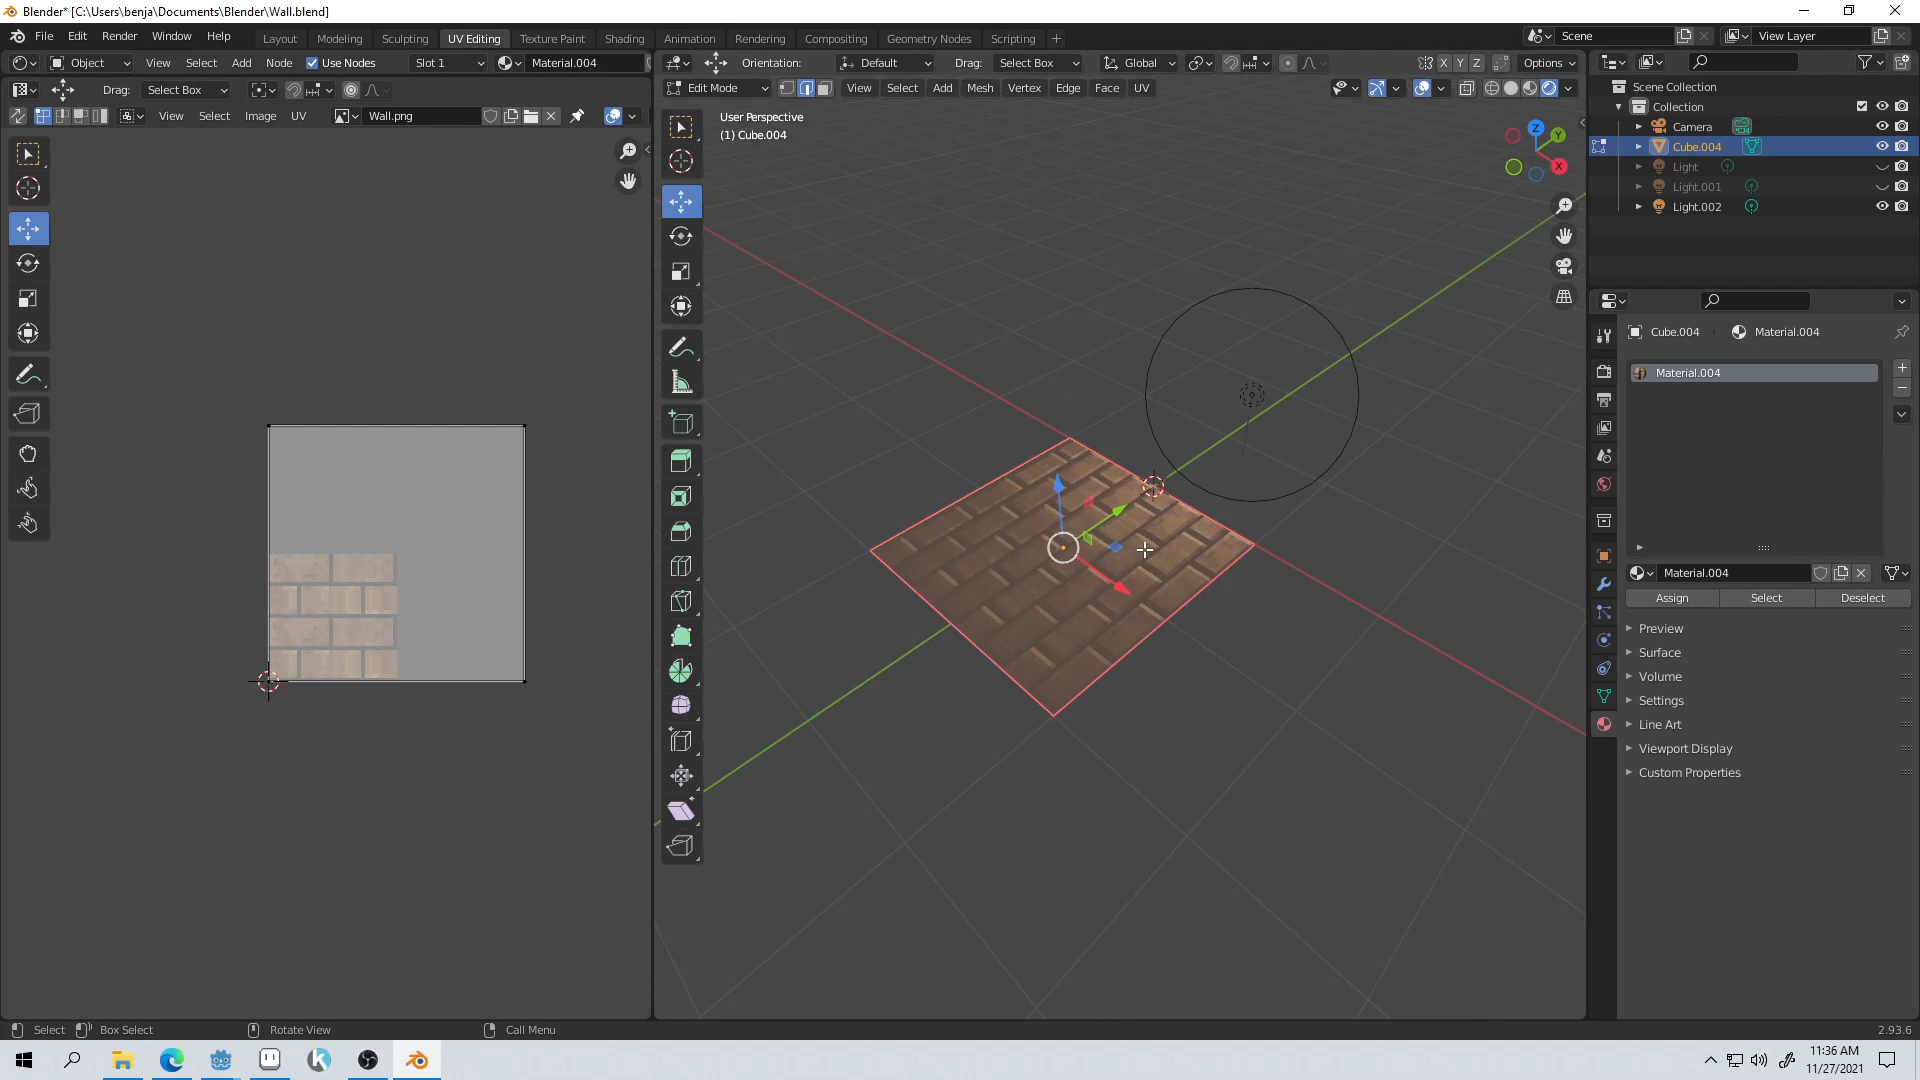 Blender* [C:\Users\benja\Documents\Blender\Wall.blend]
File Edit Render Window Help
Layout Modeling Sculpting UV Editing Texture Paint Shading Animation Rendering Compositing Geometry Nodes Scripting
Scene View Layer
Object View Select Add Node Use Nodes Slot 1 Material.004
Orientation: Default Drag: Select Box Global X Y Z Options
Drag: Select Box
Edit Mode View Select Add Mesh Vertex Edge Face UV
View Select Image UV Wall.png
User Perspective
(1) Cube.004
Z
Y
X
Scene Collection
Collection
Camera
Cube.004
Light
Light.001
Light.002
Cube.004 Material.004
Material.004
Material.004
Assign Select Deselect
Preview
Surface
Volume
Settings
Line Art
Viewport Display
Custom Properties
Select Box Select Rotate View Call Menu 2.93.6
11:36 AM
11/27/2021